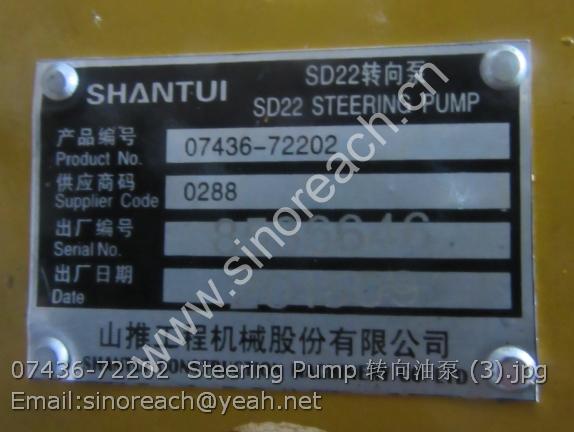 SHANTUI
SD22转向泵
SD22 STEERING PUMP
产品编号
Product No.
07436-72202
供应商码
Supplier Code
0288
出厂编号
Serial No.
出厂日期
Date
山推工程机械股份有限公司
www.sinoreach.cn
07436-72202 Steering Pump 转向油泵 (3).jpg
Email:sinoreach@yeah.net